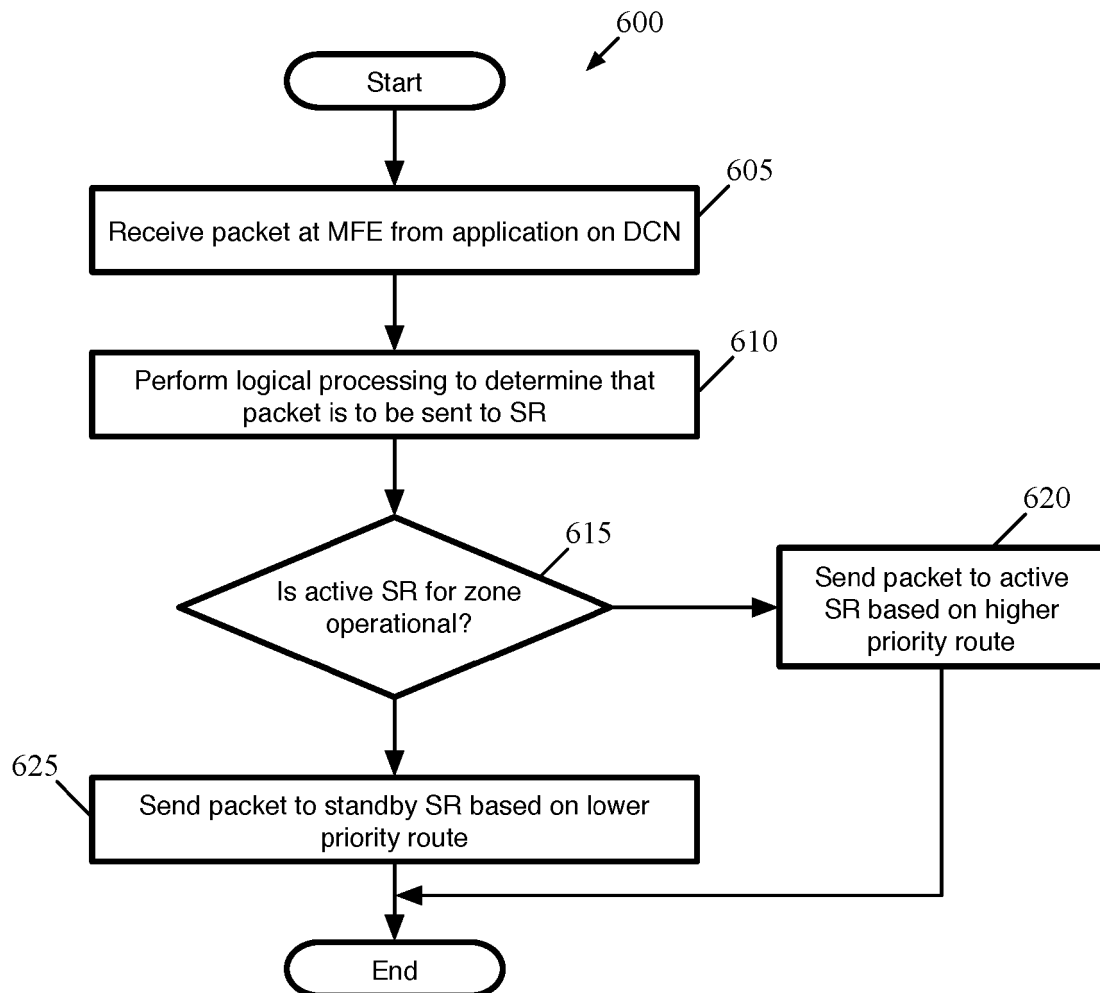 600
Start
605
Receive packet at MFE from application on DCN
610
Perform logical processing to determine that
packet is to be sent to SR
615
Is active SR for zone
operational?
620
Send packet to active
SR based on higher
priority route
625
Send packet to standby SR based on lower
priority route
End